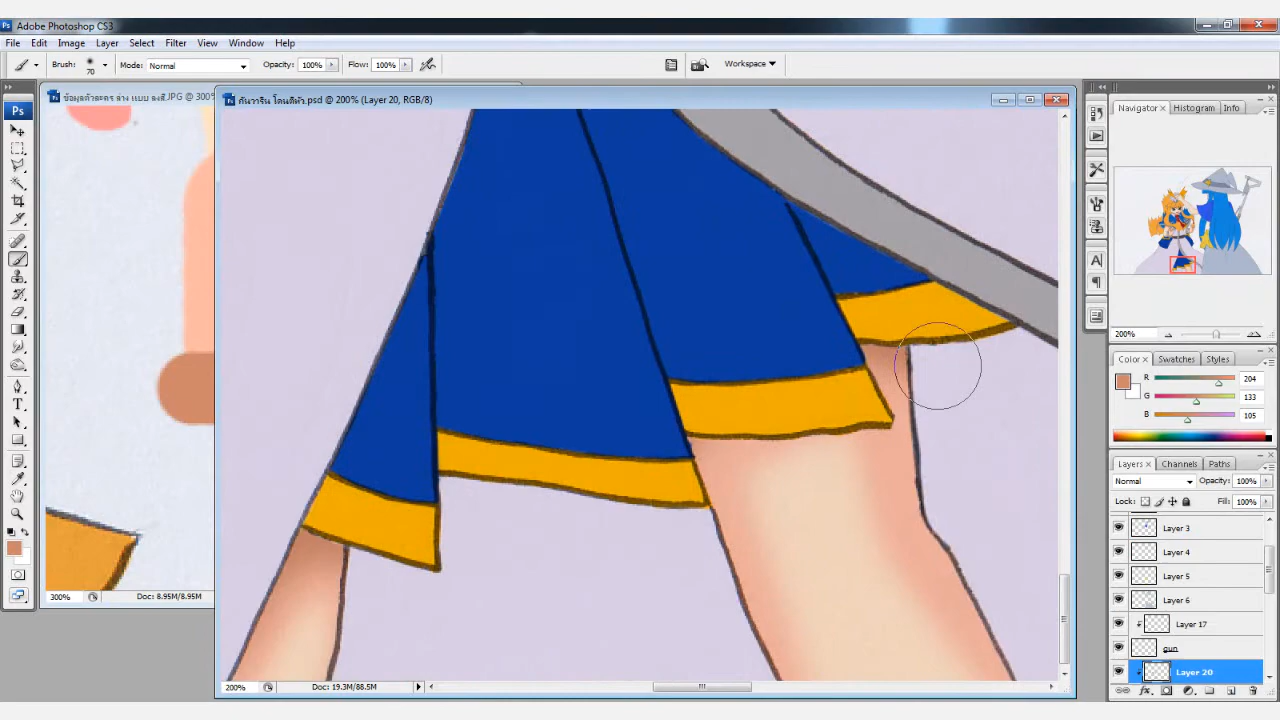 Ps Adobe Photoshop CS3
File Edit Image Layer Select Filter View Window Help
Brush: 70 Mode: Normal Opacity: 100% Flow: 100% Workspace
ข้อมูลตัวละคร ล่าง แบบ ลงสี.JPG @ 300%
กันวารีน โดนตีหัว.psd @ 200% (Layer 20, RGB/8)
Ps
Navigator Histogram Info
200%
Color Swatches Styles
R 204
G 133
B 105
Layers Channels Paths
Normal Opacity: 100%
Lock: Fill: 100%
Layer 3
Layer 4
Layer 5
Layer 6
Layer 17
gun
Layer 20
300% Doc: 8.95M/8.95M
200% Doc: 19.3M/88.5M